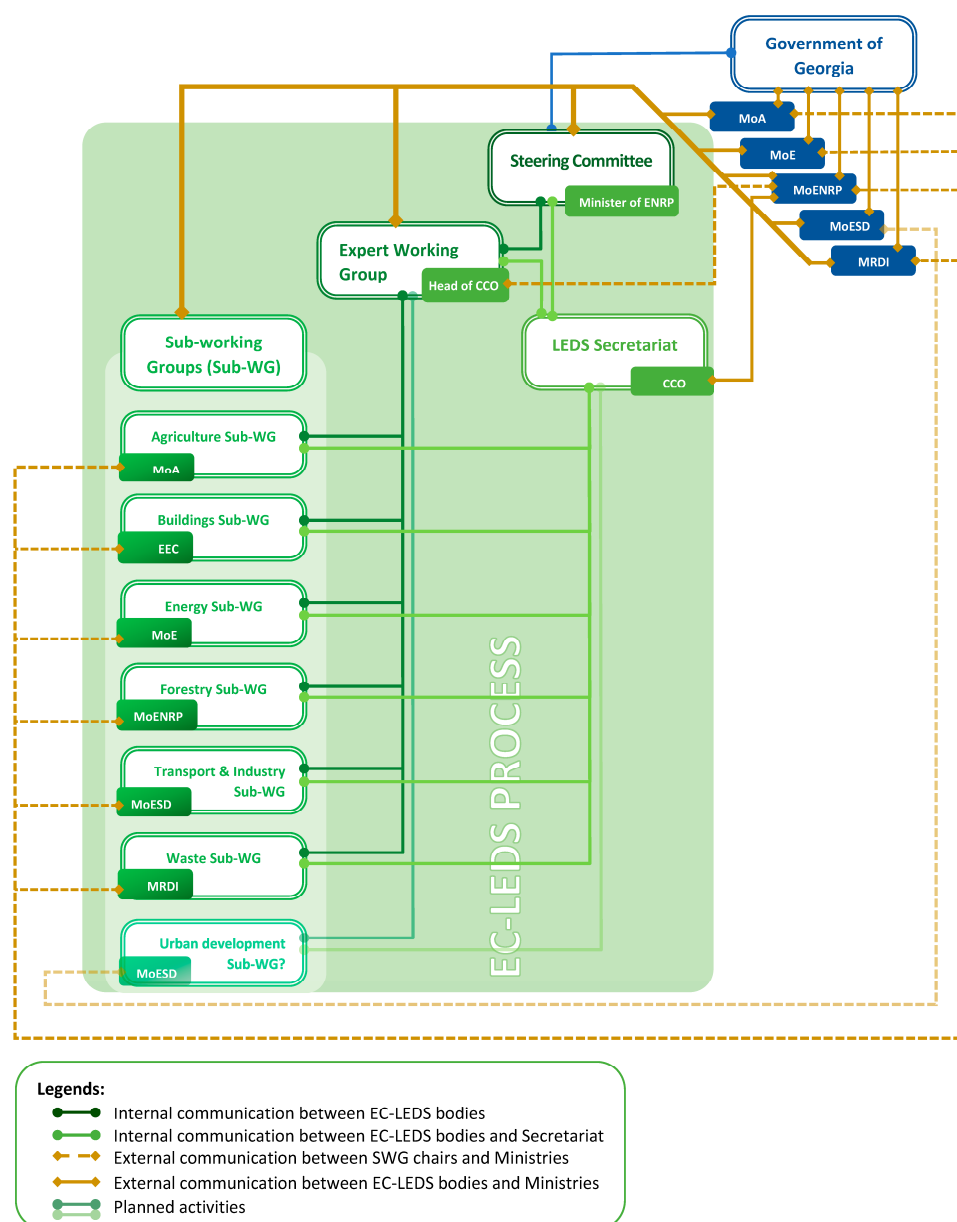 Government of
Georgia
MoA
MoE
MoENRP
MoESD
MRDI
Steering Committee
Minister of ENRP
Expert Working
Group
Head of CCO
LEDS Secretariat
CCO
Sub-working
Groups (Sub-WG)
Agriculture Sub-WG
MoA
Buildings Sub-WG
EEC
Energy Sub-WG
MoE
Forestry Sub-WG
MoENRP
Transport & Industry
Sub-WG
MoESD
Waste Sub-WG
MRDI
Urban development
Sub-WG?
MoESD
EC-LEDS PROCESS
Legends:
Internal communication between EC-LEDS bodies
Internal communication between EC-LEDS bodies and Secretariat
External communication between SWG chairs and Ministries
External communication between EC-LEDS bodies and Ministries
Planned activities